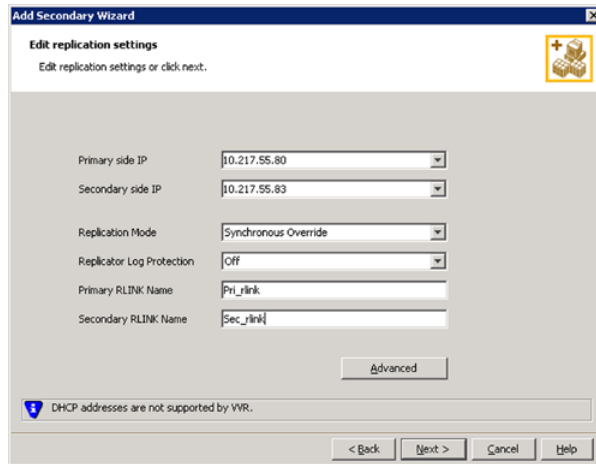 Add Secondary Wizard
Edit replication settings
Edit replication settings or click next.
Primary side IP 10.217.55.80
Secondary side IP 10.217.55.83
Replication Mode Synchronous Override
Replicator Log Protection Off
Primary RLINK Name Pri_rlink
Secondary RLINK Name Sec_rlink
Advanced
DHCP addresses are not supported by VVR.
< Back Next > Cancel Help